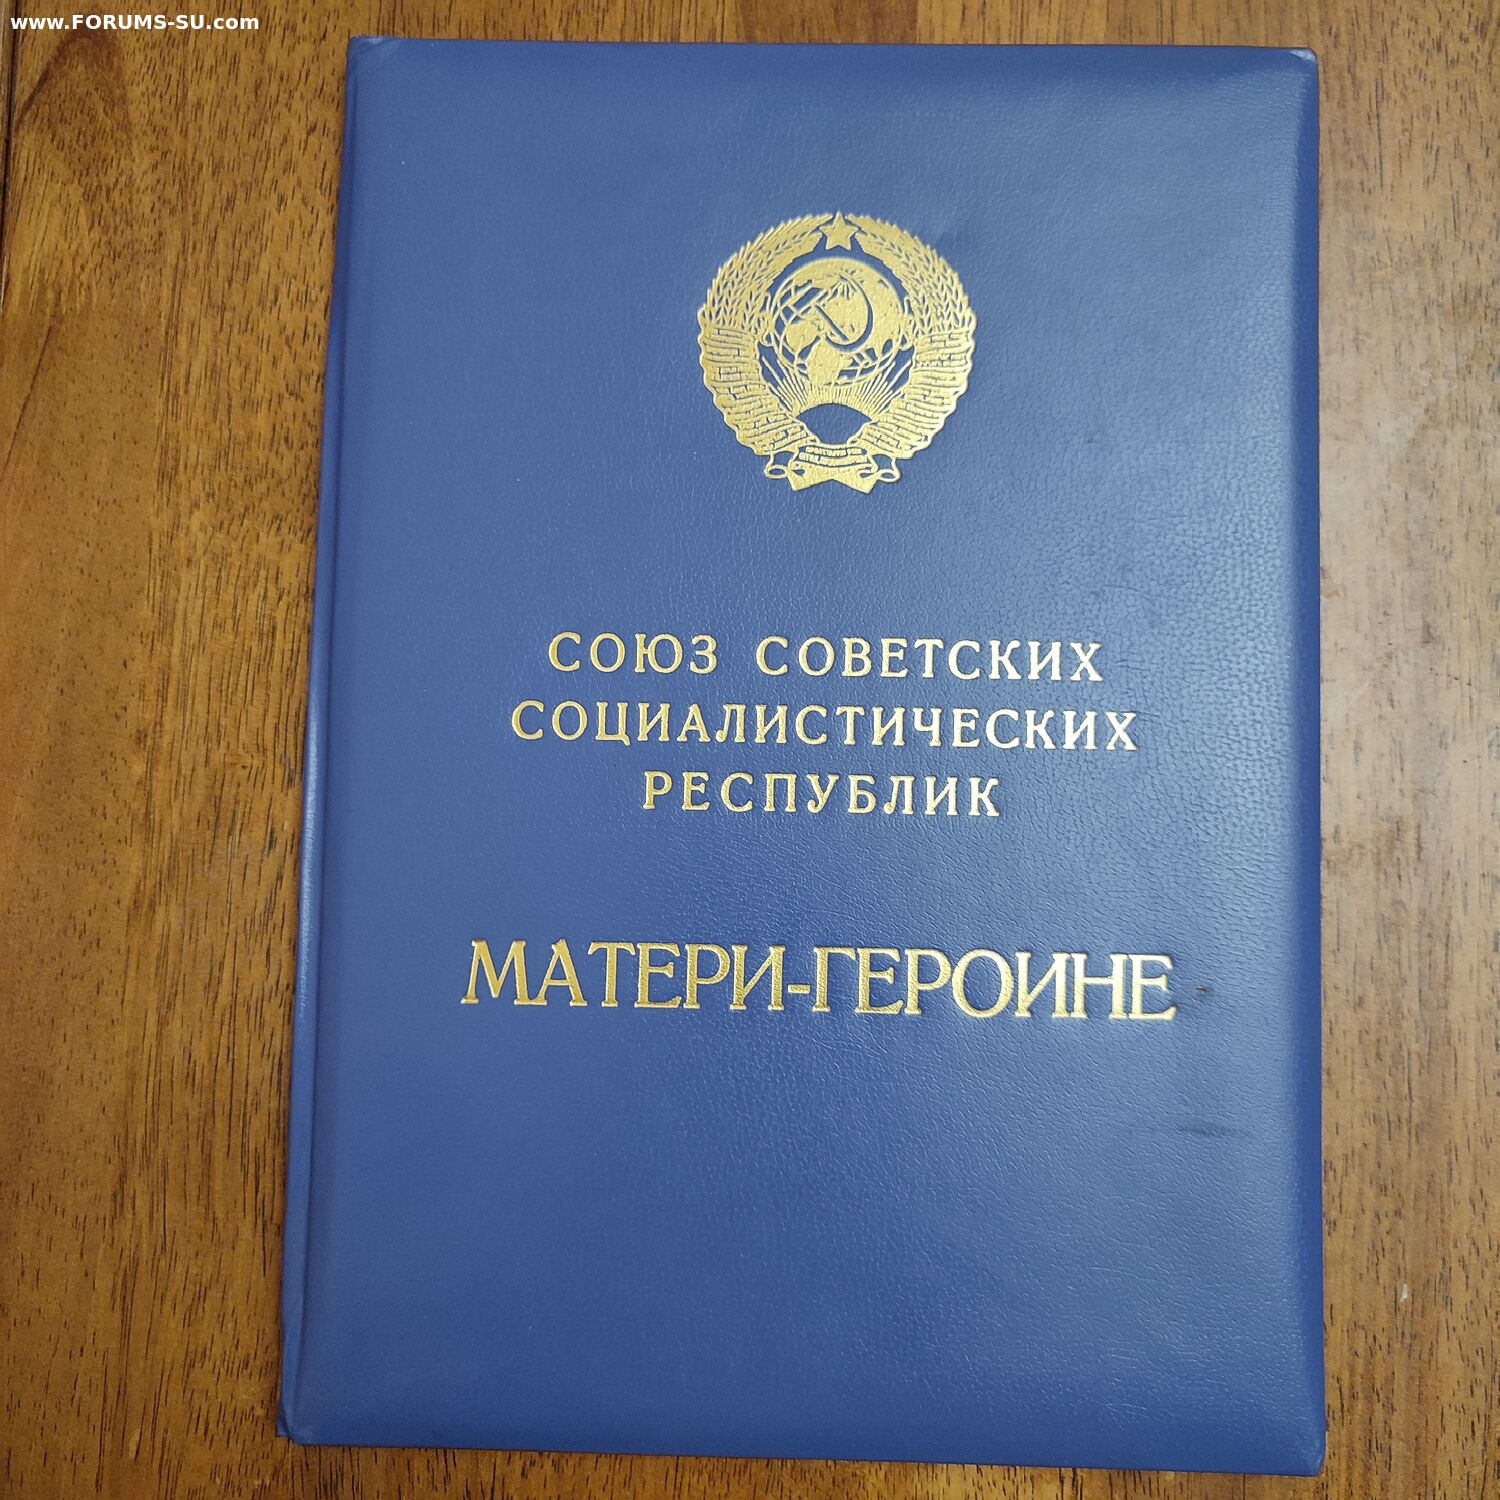 www.FORUMS-SU.com
СОЮЗ СОВЕТСКИХ
СОЦИАЛИСТИЧЕСКИХ
РЕСПУБЛИК
МАТЕРИ-ГЕРОИНЕ